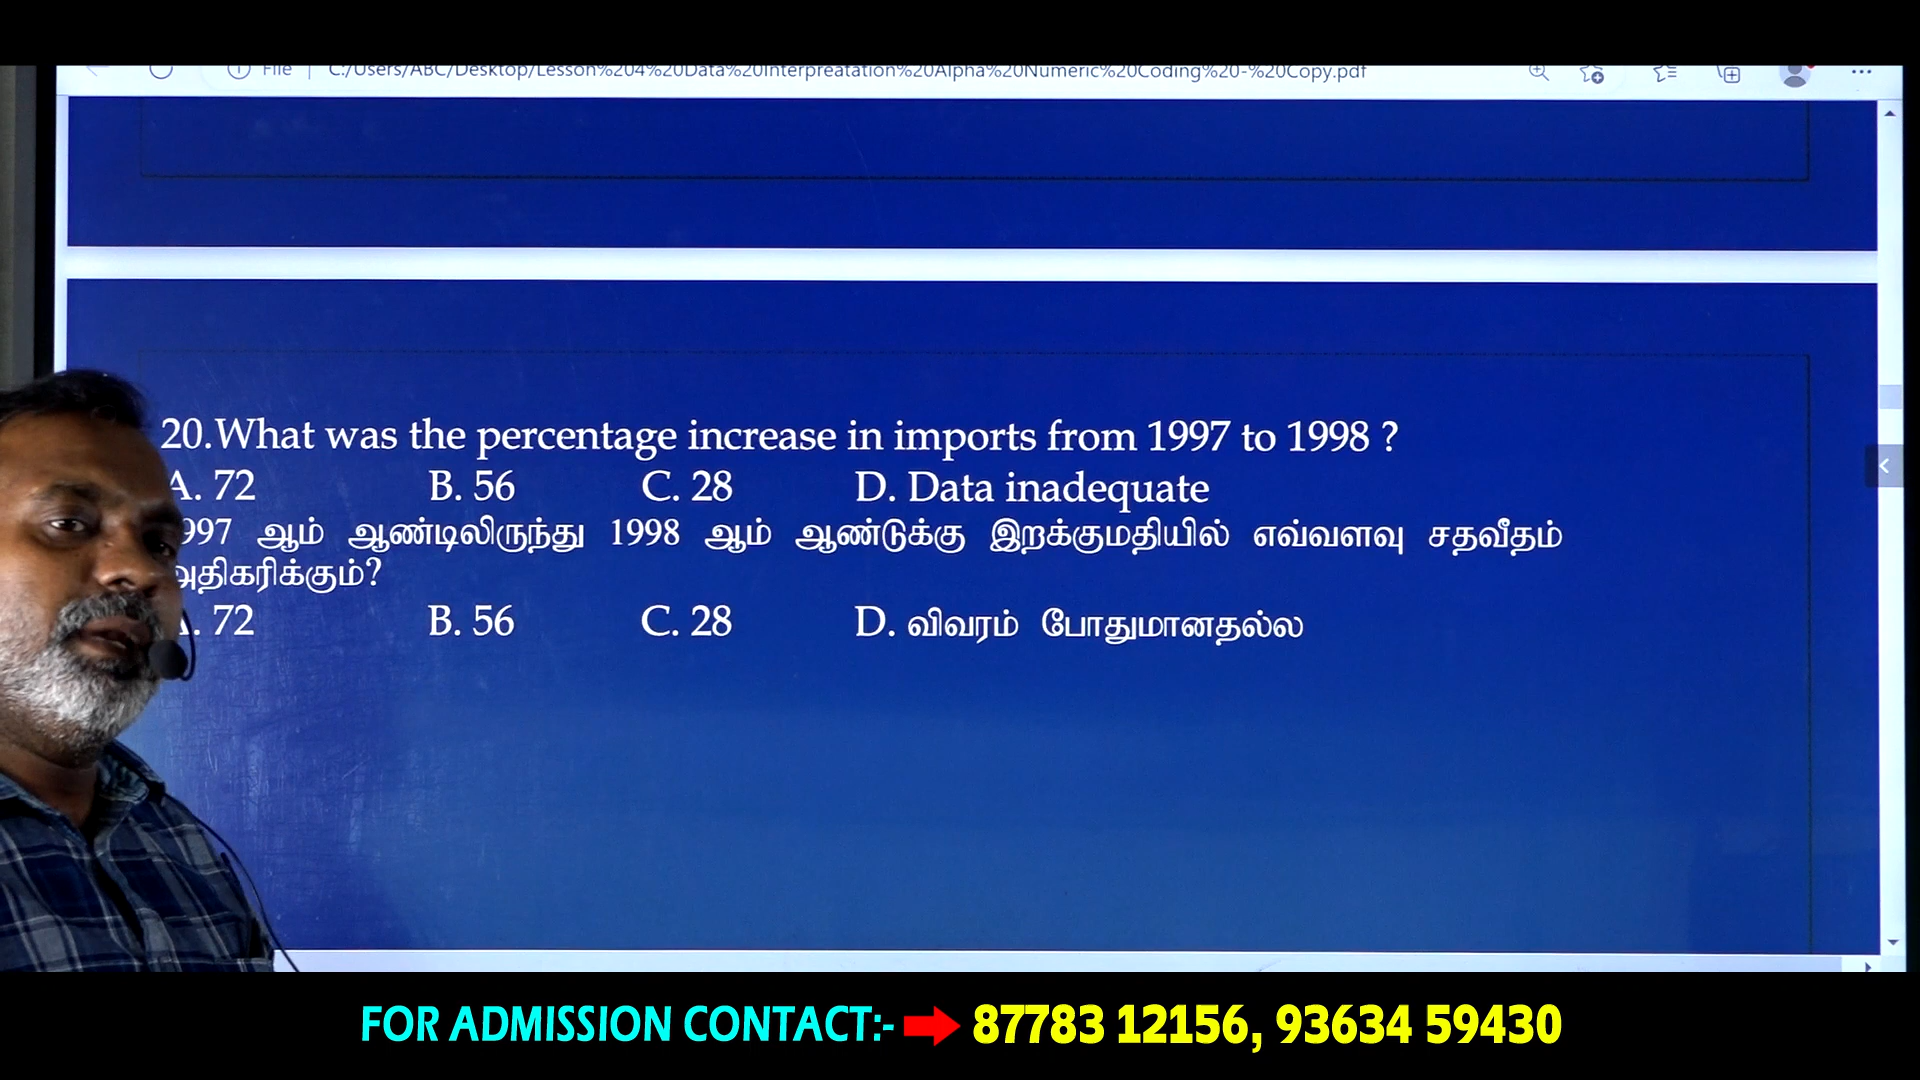 File | C:/Users/ABC/Desktop/Lesson%204%20Data%20Interpreatation%20Alpha%20Numeric%20Coding%20-%20Copy.pdf
20.What was the percentage increase in imports from 1997 to 1998 ?
A. 72 B. 56 C. 28 D. Data inadequate
997 ஆம் ஆண்டிலிருந்து 1998 ஆம் ஆண்டுக்கு இறக்குமதியில் எவ்வளவு சதவீதம்
அதிகரிக்கும்?
A. 72 B. 56 C. 28 D. விவரம் போதுமானதல்ல
FOR ADMISSION CONTACT:- 87783 12156, 93634 59430